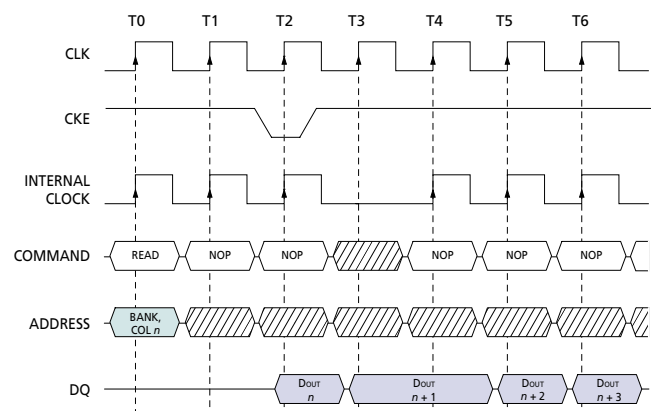 T0 T1 T2 T3 T4 T5 T6
CLK
CKE
INTERNAL
CLOCK
COMMAND READ NOP NOP NOP NOP NOP
ADDRESS BANK,
COL n
DQ DOUT DOUT DOUT DOUT
n n + 1 n + 2 n + 3